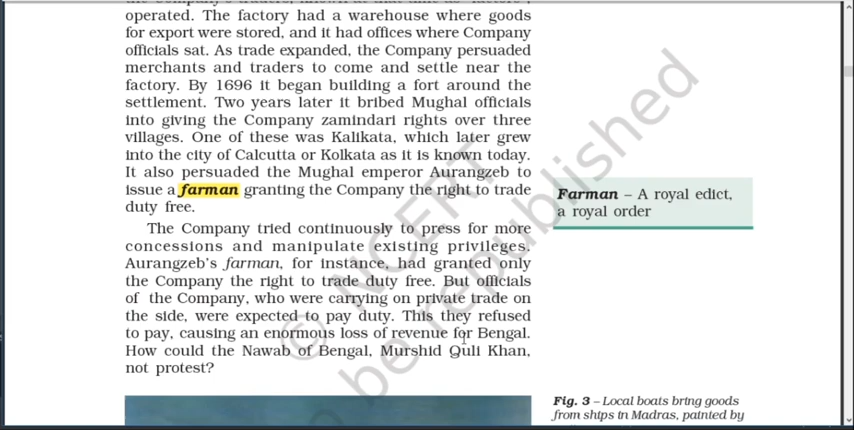 operated. The factory had a warehouse where goods
for export were stored, and it had offices where Company
officials sat. As trade expanded, the Company persuaded
merchants and traders to come and settle near the
factory. By 1696 it began building a fort around the
settlement. Two years later it bribed Mughal officials
into giving the Company zamindari rights over three
villages. One of these was Kalikata, which later grew
into the city of Calcutta or Kolkata as it is known today.
It also persuaded the Mughal emperor Aurangzeb to
issue a farman granting the Company the right to trade
duty free.
The Company tried continuously to press for more
concessions and manipulate existing privileges.
Aurangzeb's farman, for instance, had granted only
the Company the right to trade duty free. But officials
of the Company, who were carrying on private trade on
the side, were expected to pay duty. This they refused
to pay, causing an enormous loss of revenue for Bengal.
How could the Nawab of Bengal, Murshid Quli Khan,
not protest?
Farman – A royal edict,
a royal order
Fig. 3 – Local boats bring goods
from ships in Madras, painted by
© NCERT
be republished